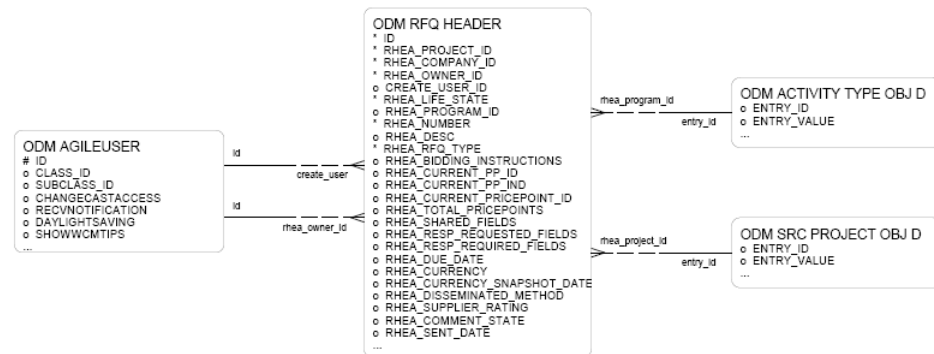 ODM RFQ HEADER
* ID
* RHEA_PROJECT_ID
* RHEA_COMPANY_ID
* RHEA_OWNER_ID
o CREATE_USER_ID
* RHEA_LIFE_STATE
o RHEA_PROGRAM_ID
* RHEA_NUMBER
o RHEA_DESC
* RHEA_RFQ_TYPE
o RHEA_BIDDING_INSTRUCTIONS
o RHEA_CURRENT_PP_ID
o RHEA_CURRENT_PP_IND
o RHEA_CURRENT_PRICEPOINT_ID
o RHEA_TOTAL_PRICEPOINTS
o RHEA_SHARED_FIELDS
o RHEA_RESP_REQUESTED_FIELDS
o RHEA_RESP_REQUIRED_FIELDS
o RHEA_DUE_DATE
o RHEA_CURRENCY
o RHEA_CURRENCY_SNAPSHOT_DATE
o RHEA_DISSEMINATED_METHOD
o RHEA_SUPPLIER_RATING
o RHEA_COMMENT_STATE
o RHEA_SENT_DATE
...
ODM AGILEUSER
# ID
o CLASS_ID
o SUBCLASS_ID
o CHANGECASTACCESS
o RECVNOTIFICATION
o DAYLIGHTSAVING
o SHOWWCMTIPS
...
id
create_user
id
rhea_owner_id
rhea_program_id
entry_id
ODM ACTIVITY TYPE OBJ D
o ENTRY_ID
o ENTRY_VALUE
...
rhea_project_id
entry_id
ODM SRC PROJECT OBJ D
o ENTRY_ID
o ENTRY_VALUE
...